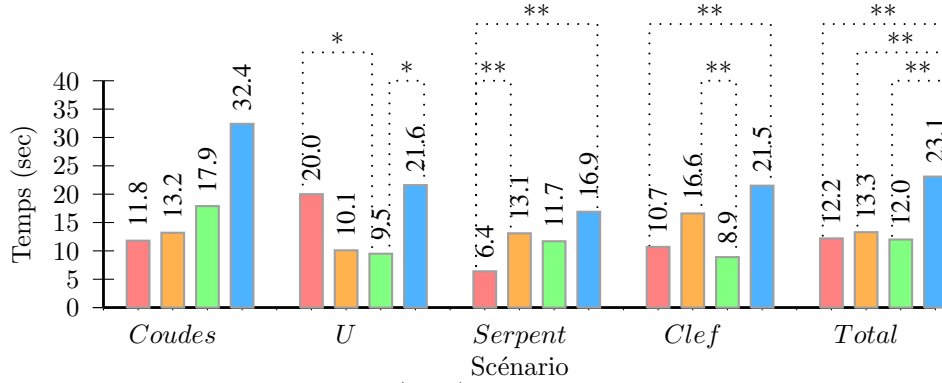 ** ** ** **
* **
** * ** **
40
35
30
25
20
15
10
5
0
Temps (sec)
11.8 13.2 17.9 32.4
20.0 10.1 9.5 21.6
6.4 13.1 11.7 16.9
10.7 16.6 8.9 21.5
12.2 13.3 12.0 23.1
Coudes U Serpent Clef Total
Scénario